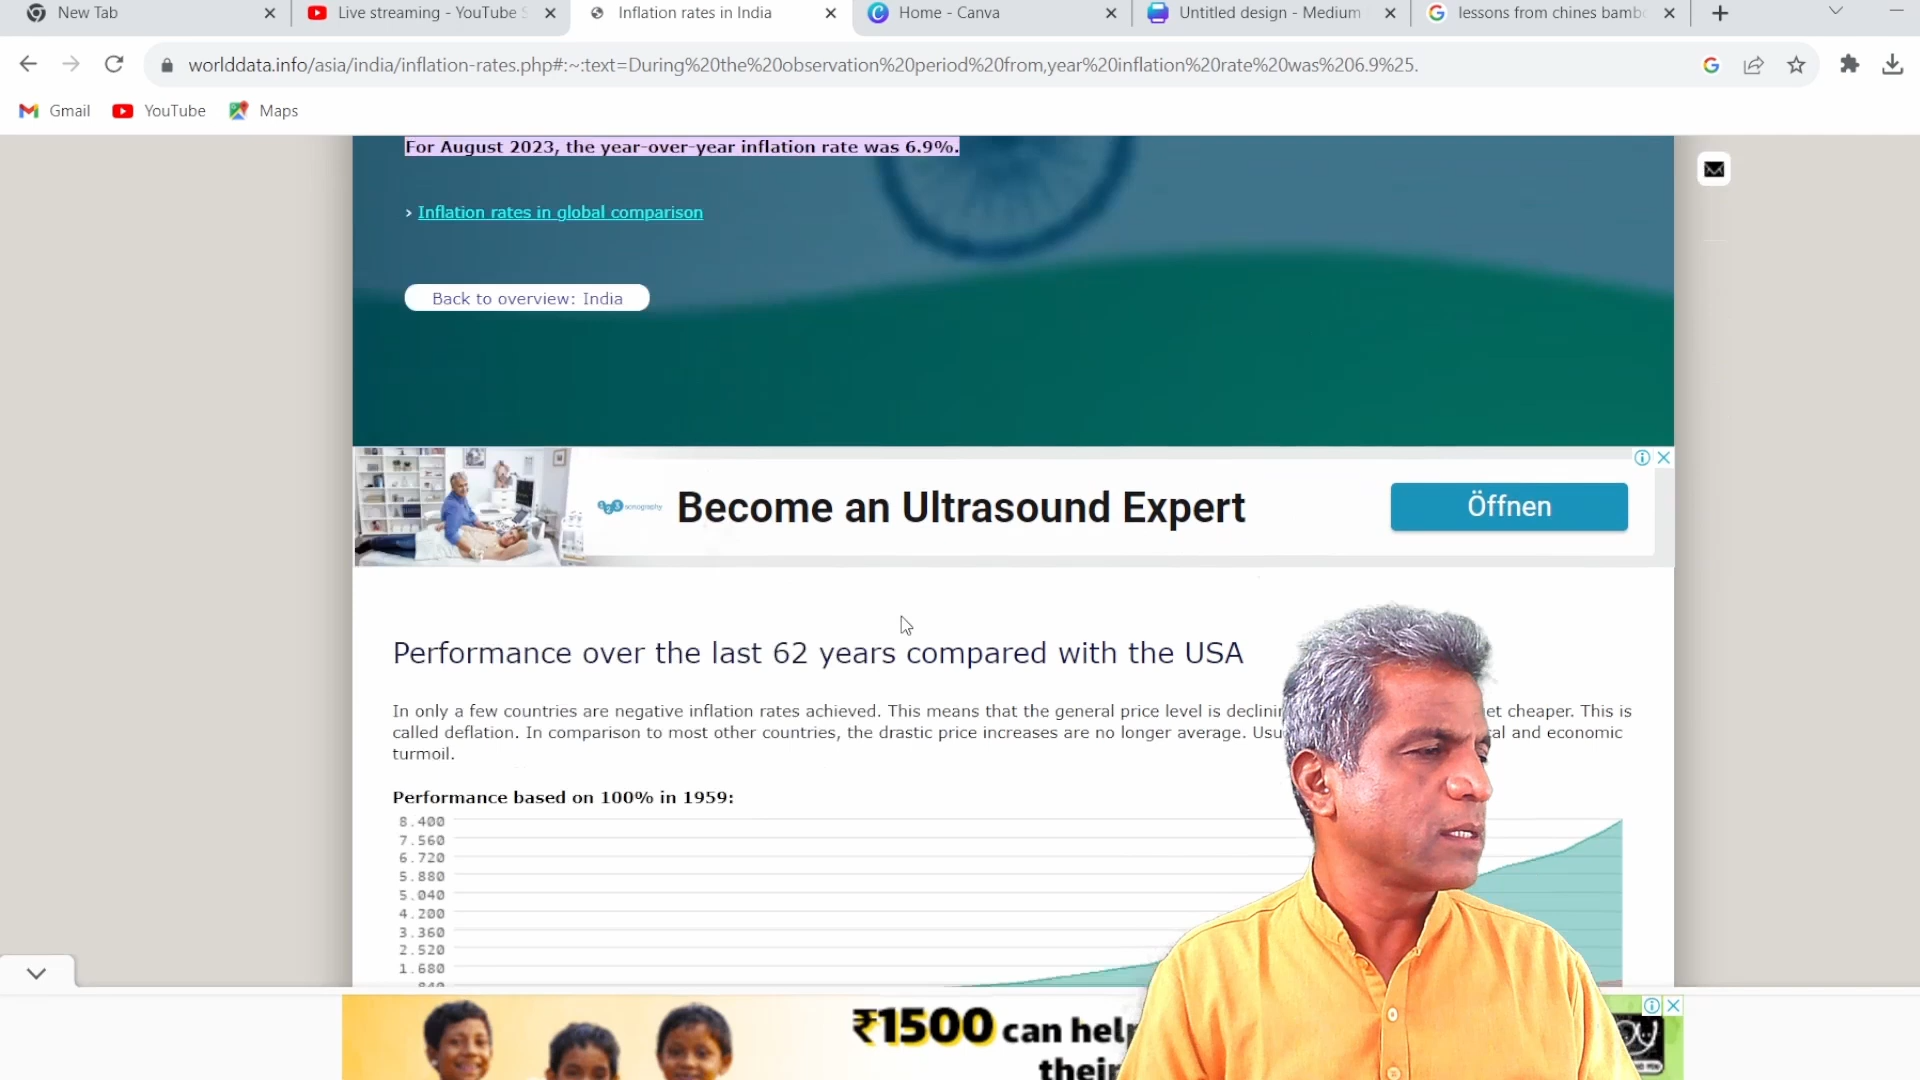 New Tab
Live streaming - YouTube S
Inflation rates in India
Home - Canva
Untitled design - Medium
lessons from chines bambo
worlddata.info/asia/india/inflation-rates.php#:~:text=During%20the%20observation%20period%20from,year%20inflation%20rate%20was%206.9%25.
Gmail
YouTube
Maps
For August 2023, the year-over-year inflation rate was 6.9%.
› Inflation rates in global comparison
Back to overview: India
123 sonography
Become an Ultrasound Expert
Öffnen
Performance over the last 62 years compared with the USA
In only a few countries are negative inflation rates achieved. This means that the general price level is declinin et cheaper. This is
called deflation. In comparison to most other countries, the drastic price increases are no longer average. Usu al and economic
turmoil.
Performance based on 100% in 1959:
8.400
7.560
6.720
5.880
5.040
4.200
3.360
2.520
1.680
840
₹1500 can help
their